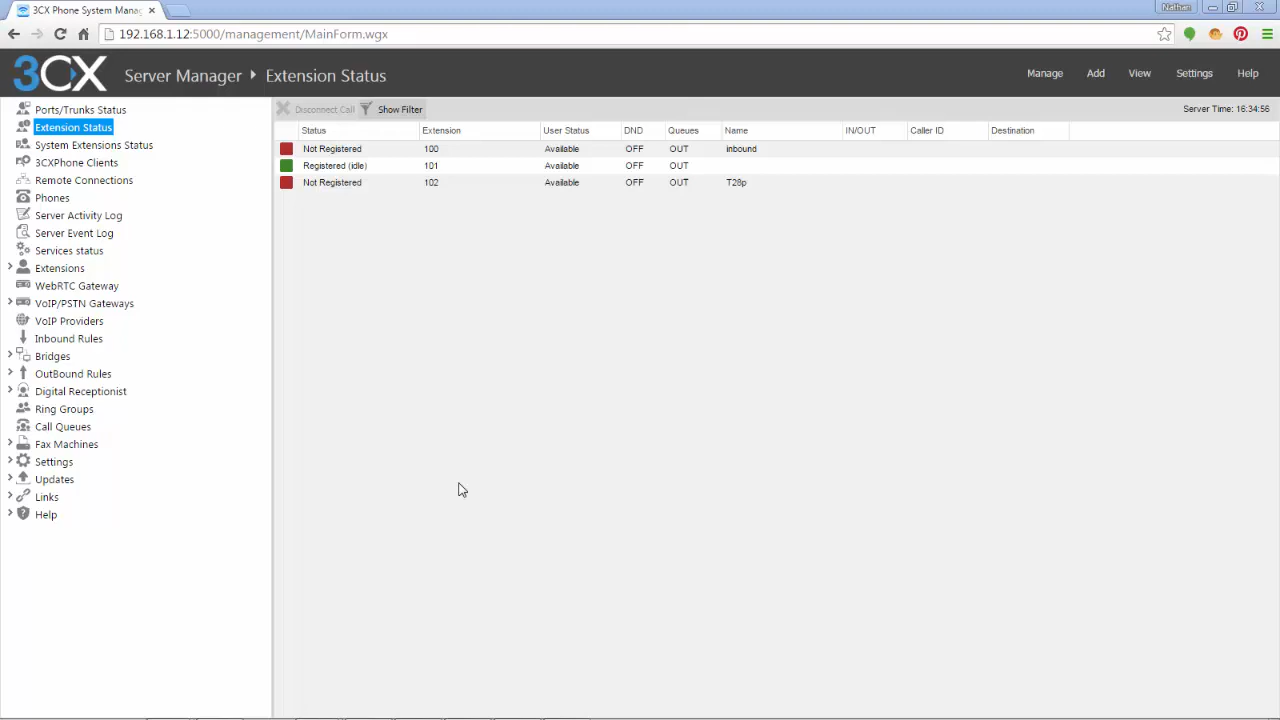 3CX Phone System Mana
Nathan
192.168.1.12:5000/management/MainForm.wgx
3CX
Server Manager
Extension Status
Manage
Add
View
Settings
Help
Ports/Trunks Status
Extension Status
System Extensions Status
3CXPhone Clients
Remote Connections
Phones
Server Activity Log
Server Event Log
Services status
Extensions
WebRTC Gateway
VoIP/PSTN Gateways
VoIP Providers
Inbound Rules
Bridges
OutBound Rules
Digital Receptionist
Ring Groups
Call Queues
Fax Machines
Settings
Updates
Links
Help
Disconnect Call
Show Filter
Server Time: 16:34:56
Status Extension User Status DND Queues Name IN/OUT Caller ID Destination
Not Registered 100 Available OFF OUT inbound
Registered (idle) 101 Available OFF OUT
Not Registered 102 Available OFF OUT T28p